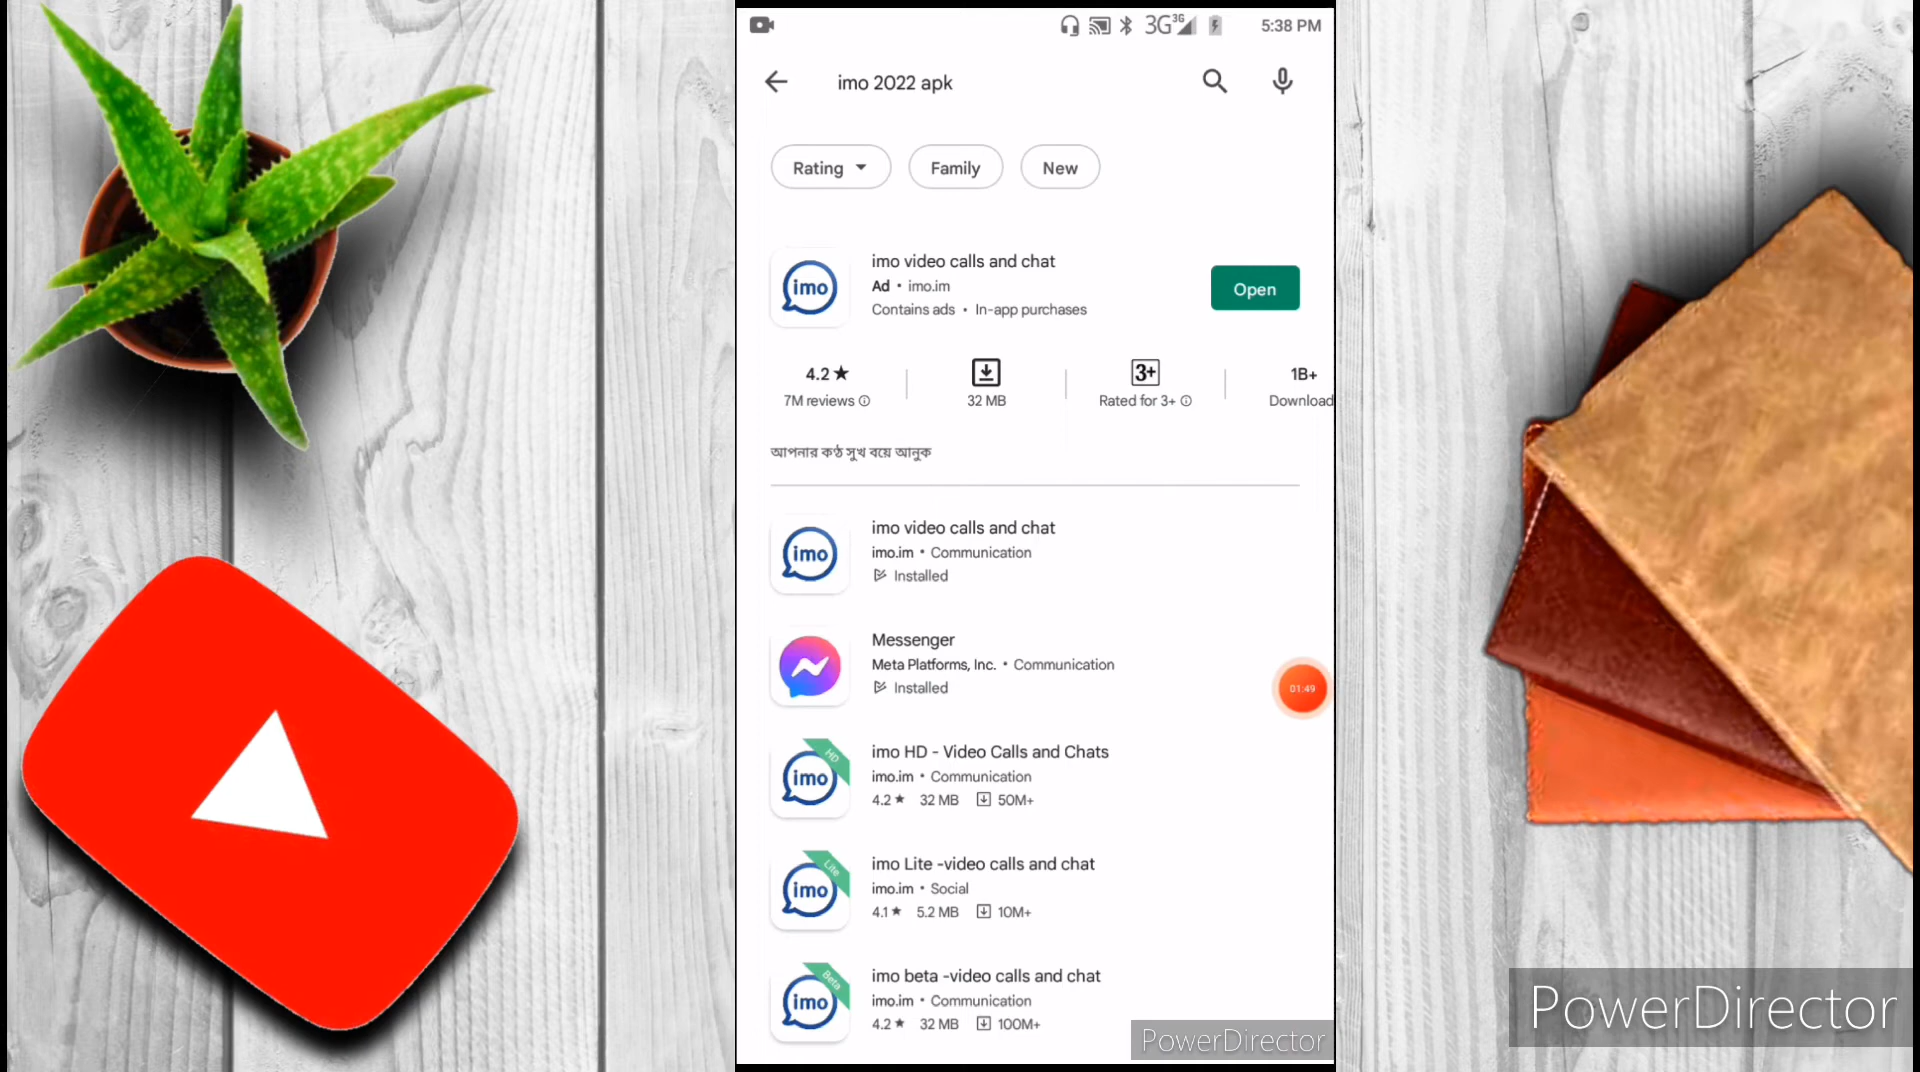 3G 3G 5:38 PM
imo 2022 apk
Rating Family New
imo video calls and chat
Ad • imo.im
Contains ads • In-app purchases
Open
imo
4.2★ 3+ 1B+
7M reviews 32 MB Rated for 3+ Download
আপনার কণ্ঠ সুখ বয়ে আনুক
imo video calls and chat
imo.im • Communication
Installed
imo
Messenger
Meta Platforms, Inc. • Communication
Installed
01:49
imo HD - Video Calls and Chats
imo.im • Communication
4.2★ 32 MB 50M+
imo HD
imo Lite -video calls and chat
imo.im • Social
4.1★ 5.2 MB 10M+
imo Lite
imo beta -video calls and chat
imo.im • Communication
4.2★ 32 MB 100M+
imo Beta
PowerDirector
PowerDirector